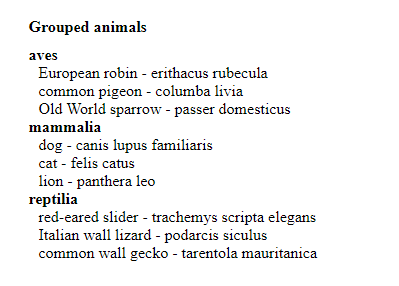 Grouped animals
aves
European robin - erithacus rubecula
common pigeon - columba livia
Old World sparrow - passer domesticus
mammalia
dog - canis lupus familiaris
cat - felis catus
lion - panthera leo
reptilia
red-eared slider - trachemys scripta elegans
Italian wall lizard - podarcis siculus
common wall gecko - tarentola mauritanica